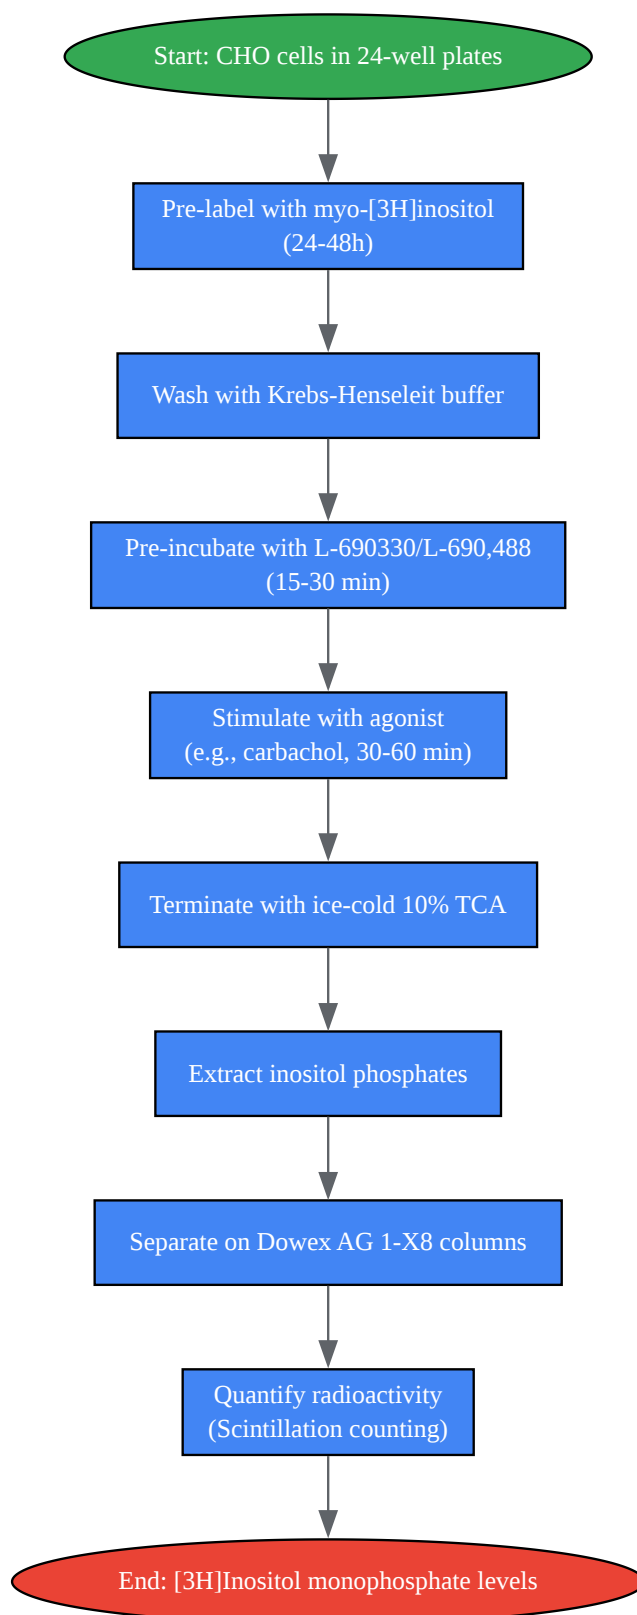 Start: CHO cells in 24-well plates
Pre-label with myo-[3H]inositol
(24-48h)
Wash with Krebs-Henseleit buffer
Pre-incubate with L-690330/L-690,488
(15-30 min)
Stimulate with agonist
(e.g., carbachol, 30-60 min)
Terminate with ice-cold 10% TCA
Extract inositol phosphates
Separate on Dowex AG 1-X8 columns
Quantify radioactivity
(Scintillation counting)
End: [3H]Inositol monophosphate levels